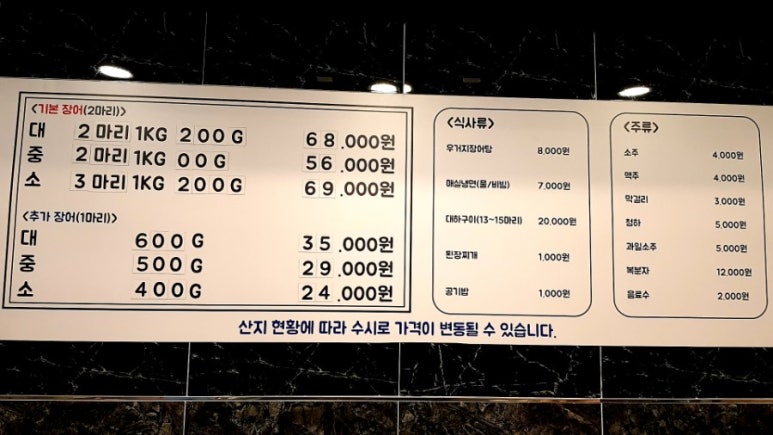 <기본 장어(2마리)>
대 2마리 1KG 200G 68.000원
중 2마리 1KG 00G 56.000원
소 3마리 1KG 200G 69.000원
<추가 장어(1마리)>
대 600G 35.000원
중 500G 29.000원
소 400G 24.000원
<식사류>
우거지장어탕 8,000원
매실냉면(물/비빔) 7,000원
대하구이(13~15마리) 20,000원
된장찌개 1,000원
공기밥 1,000원
<주류>
소주 4,000원
맥주 4,000원
막걸리 3,000원
청하 5,000원
과일소주 5,000원
복분자 12,000원
음료수 2,000원
산지 현황에 따라 수시로 가격이 변동될 수 있습니다.